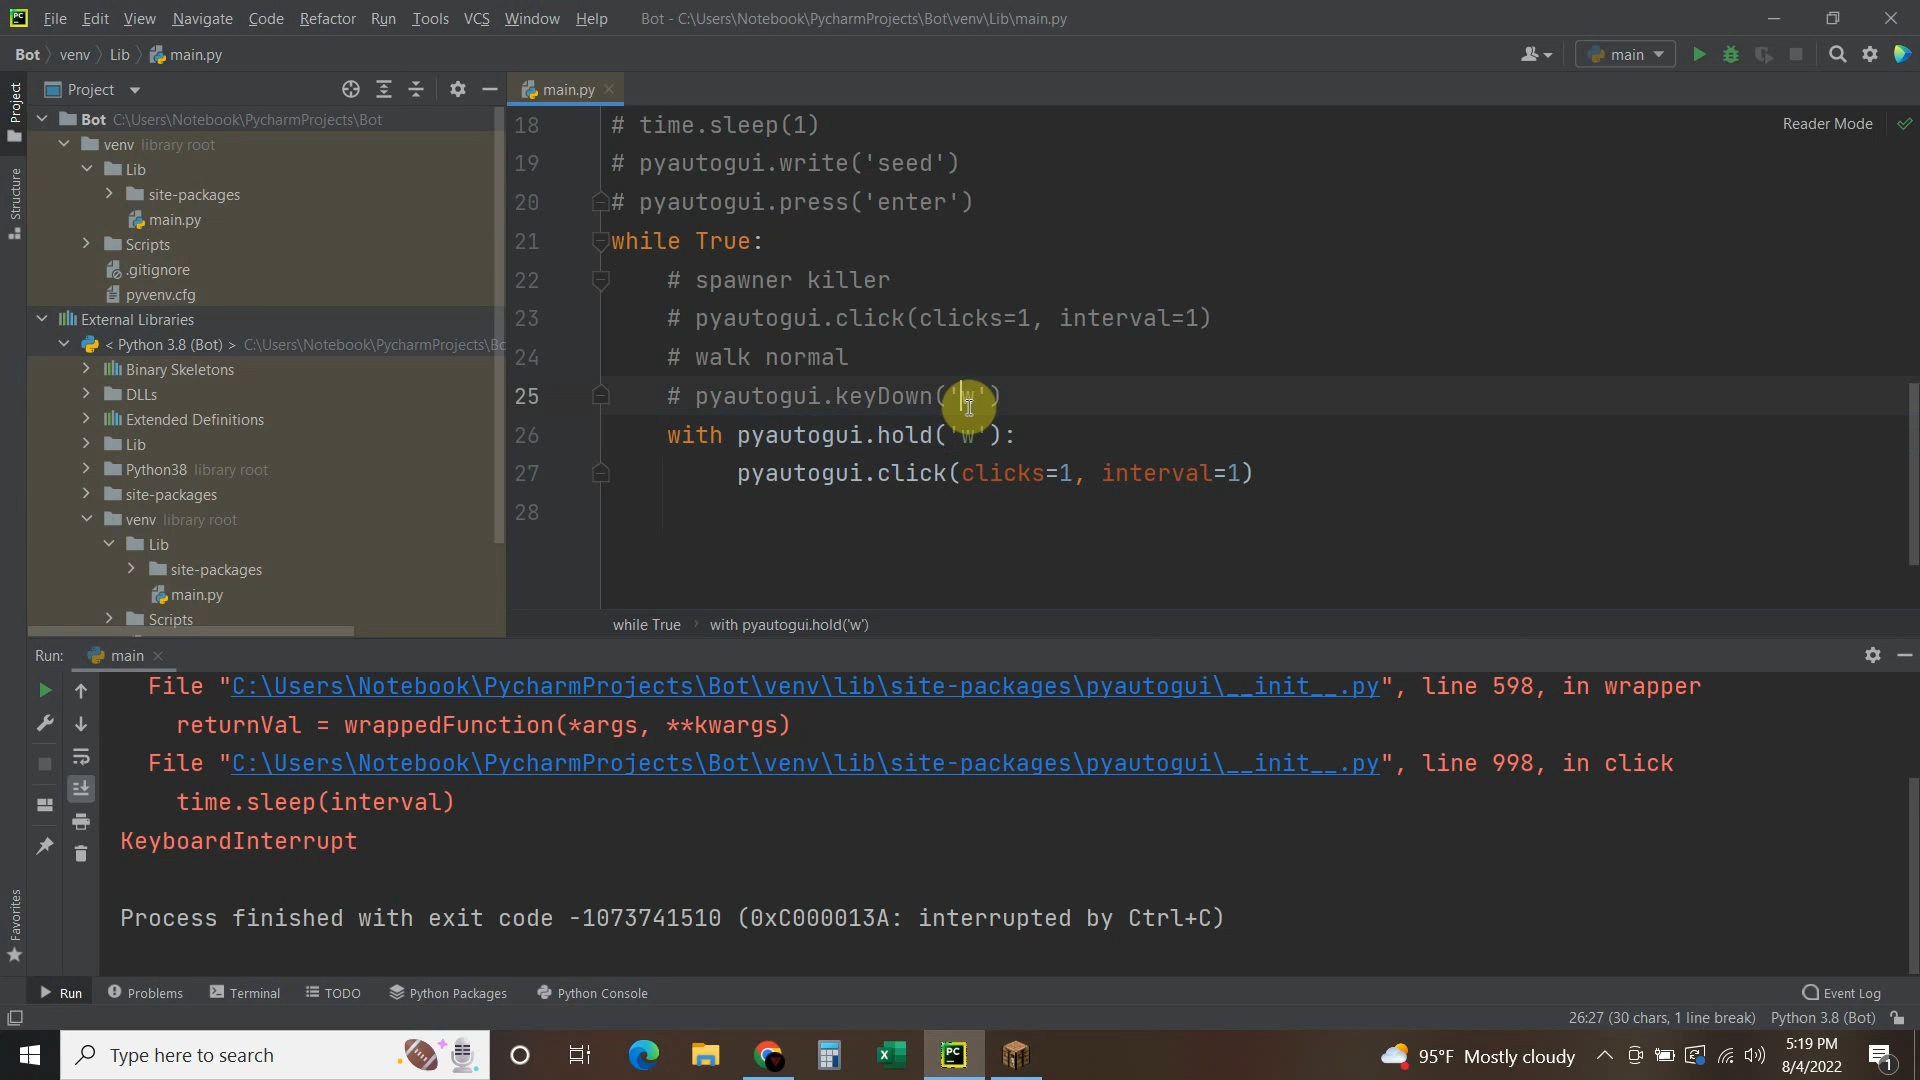 File Edit View Navigate Code Refactor Run Tools VCS Window Help Bot - C:\Users\Notebook\PycharmProjects\Bot\venv\Lib\main.py
Bot venv Lib main.py main
Project main.py
Bot C:\Users\Notebook\PycharmProjects\Bot
venv library root
Lib
site-packages
main.py
Scripts
.gitignore
pyvenv.cfg
External Libraries
< Python 3.8 (Bot) > C:\Users\Notebook\PycharmProjects\Bo
Binary Skeletons
DLLs
Extended Definitions
Lib
Python38 library root
site-packages
venv library root
Lib
site-packages
main.py
Scripts
Project
Structure
Favorites
Reader Mode
18 # time.sleep(1)
19 # pyautogui.write('seed')
20 # pyautogui.press('enter')
21 while True:
22 # spawner killer
23 # pyautogui.click(clicks=1, interval=1)
24 # walk normal
25 # pyautogui.keyDown('w')
26 with pyautogui.hold('w'):
27 pyautogui.click(clicks=1, interval=1)
28
while True with pyautogui.hold('w')
Run: main
File "C:\Users\Notebook\PycharmProjects\Bot\venv\lib\site-packages\pyautogui\__init__.py", line 598, in wrapper
returnVal = wrappedFunction(*args, **kwargs)
File "C:\Users\Notebook\PycharmProjects\Bot\venv\lib\site-packages\pyautogui\__init__.py", line 998, in click
time.sleep(interval)
KeyboardInterrupt
Process finished with exit code -1073741510 (0xC000013A: interrupted by Ctrl+C)
Run Problems Terminal TODO Python Packages Python Console Event Log
26:27 (30 chars, 1 line break) Python 3.8 (Bot)
Type here to search PC 95°F Mostly cloudy 5:19 PM
8/4/2022 1